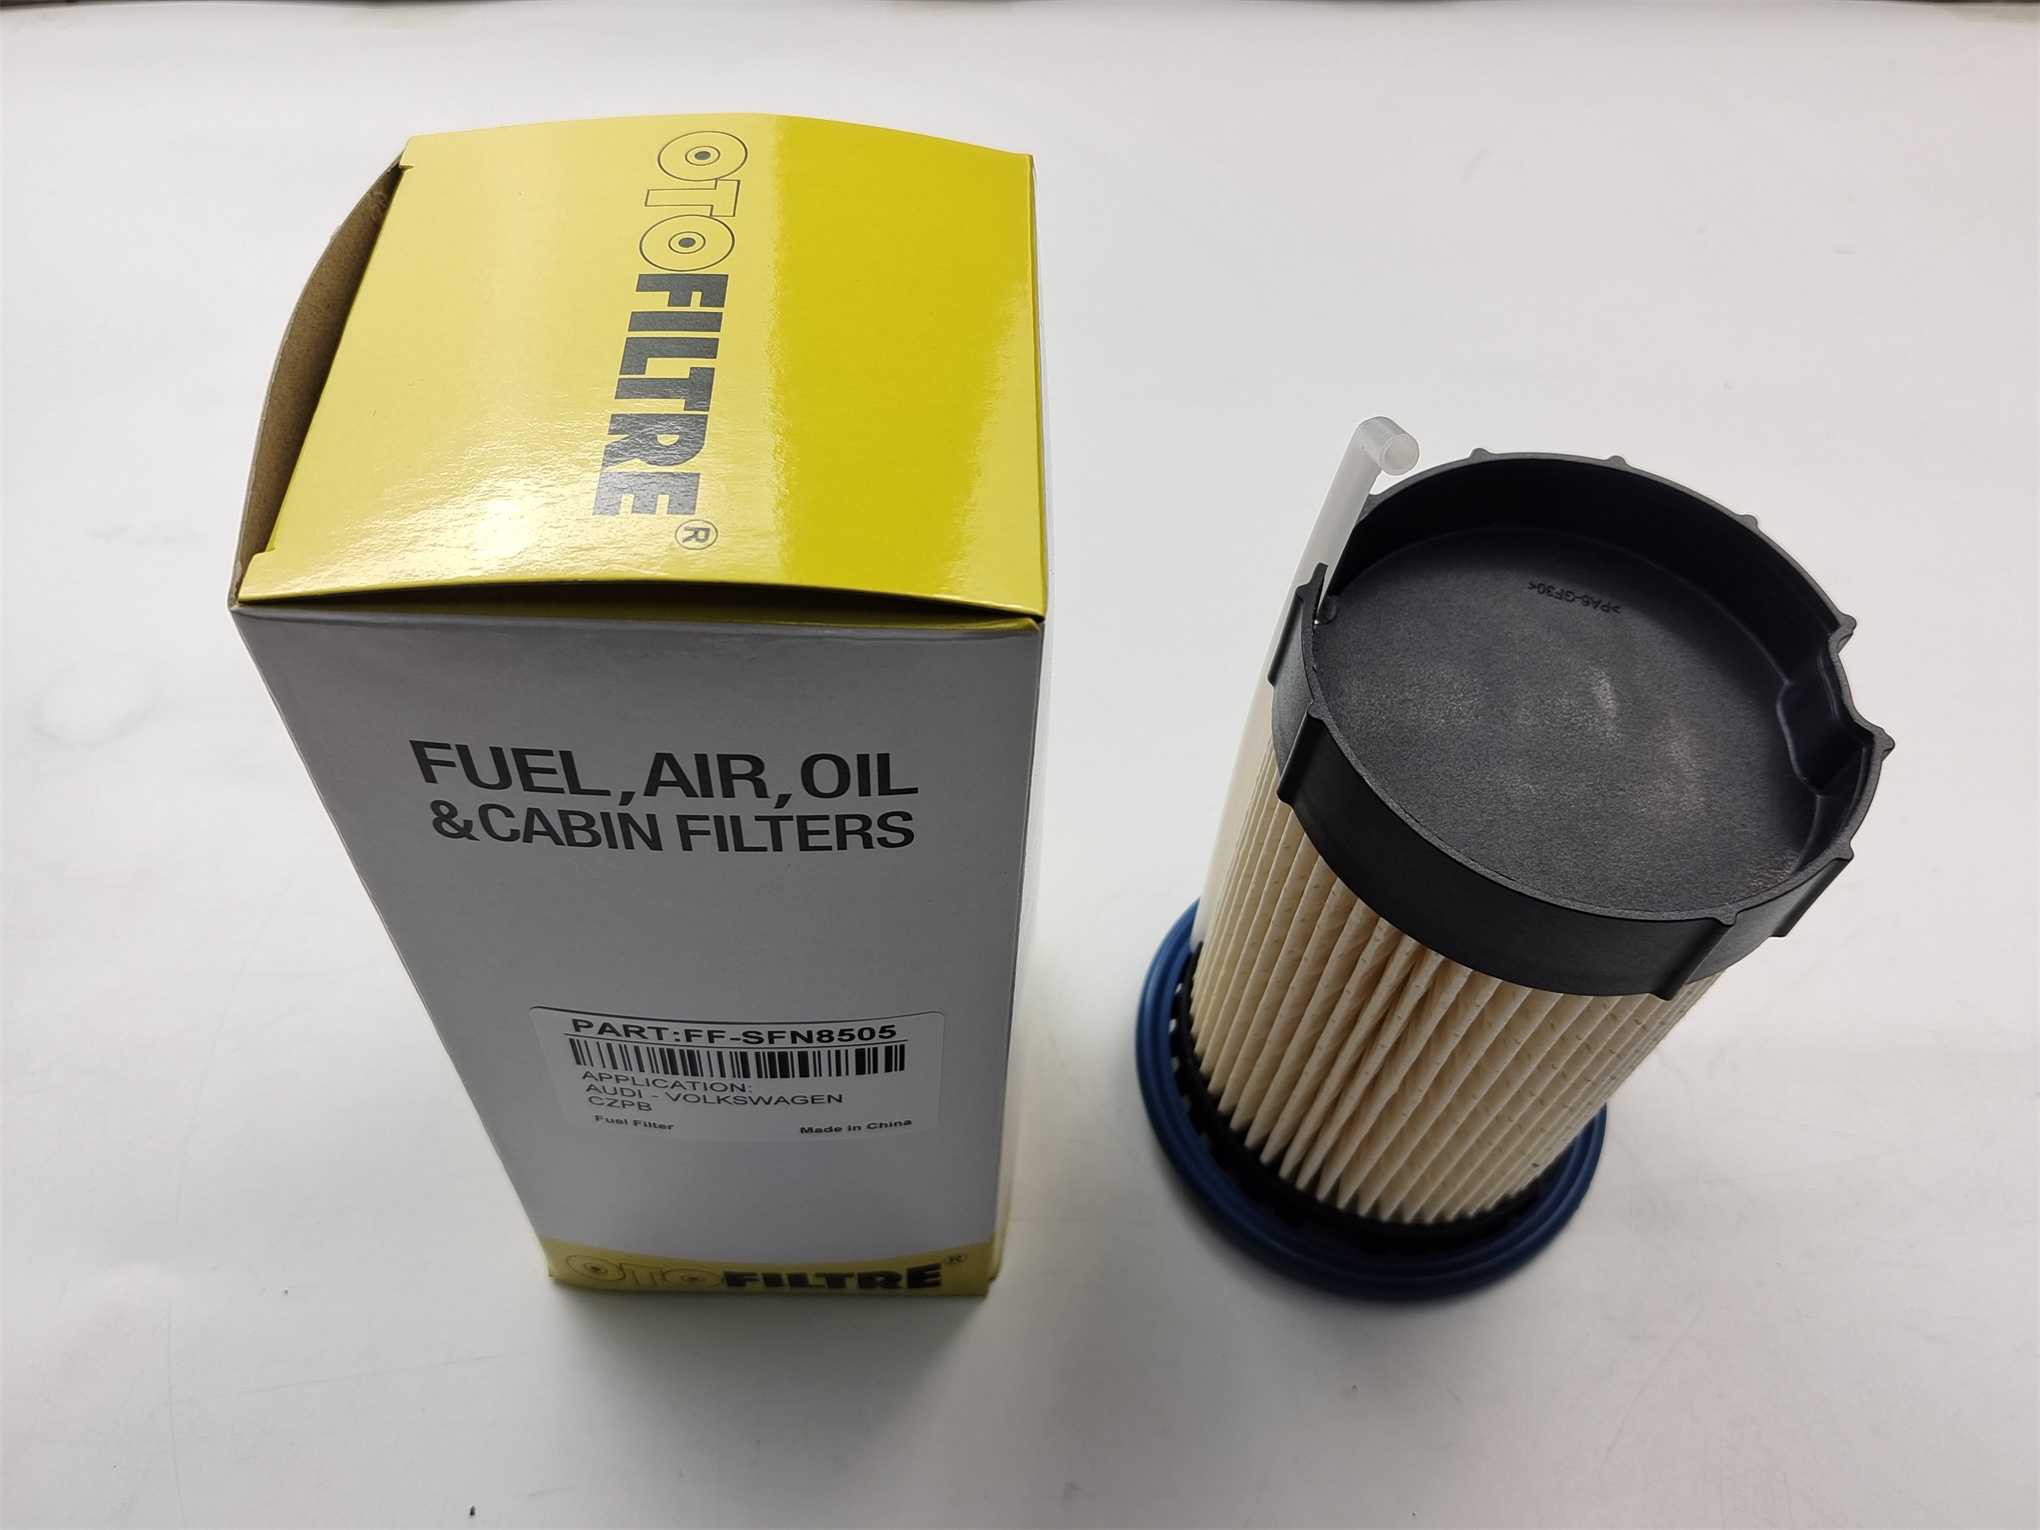 OTOFILTRE®
FUEL, AIR, OIL
& CABIN FILTERS
PART:FF-SFN8505
APPLICATION:
AUDI - VOLKSWAGEN
CZPB
Fuel Filter Made in China
OTOFILTRE®
>PA6-GF30<